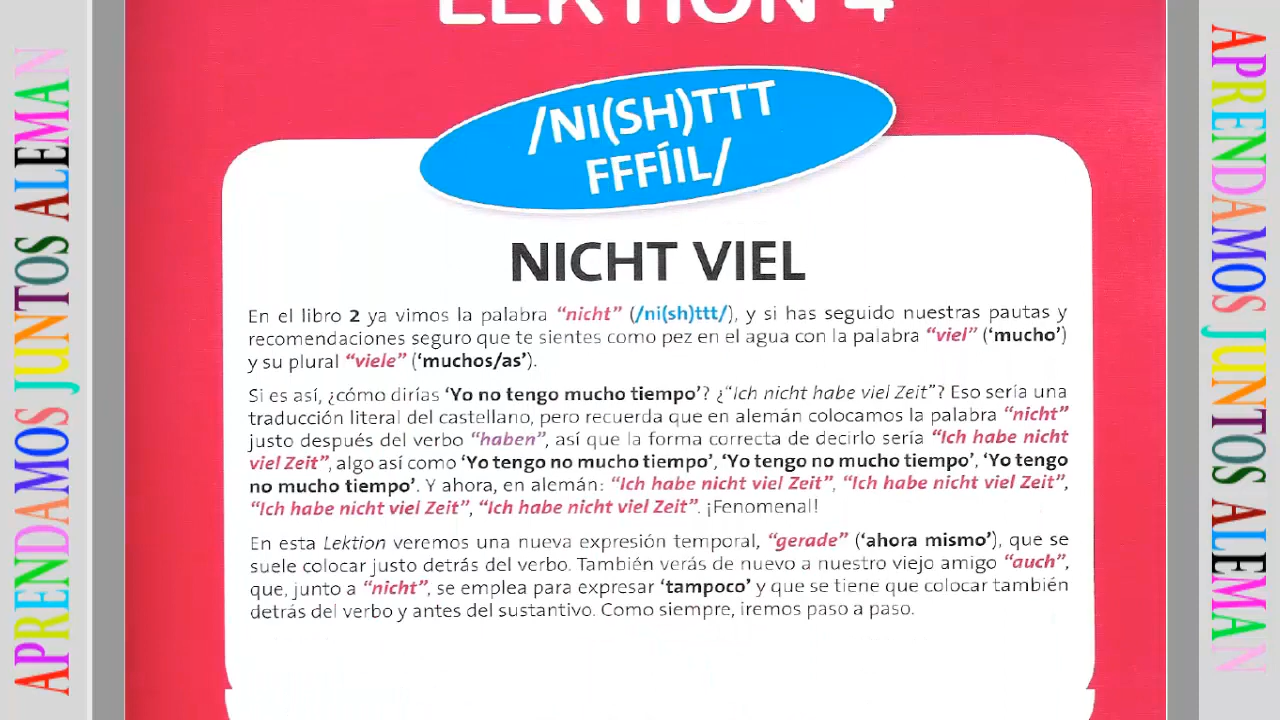 LEKTION 4
/NI(SH)TTT
FFFÍIL/
NICHT VIEL
En el libro 2 ya vimos la palabra “nicht” (/ni(sh)ttt/), y si has seguido nuestras pautas y
recomendaciones seguro que te sientes como pez en el agua con la palabra “viel” (‘mucho’)
y su plural “viele” (‘muchos/as’).
Si es así, ¿cómo dirías ‘Yo no tengo mucho tiempo’? ¿“Ich nicht habe viel Zeit”? Eso sería una
traducción literal del castellano, pero recuerda que en alemán colocamos la palabra “nicht”
justo después del verbo “haben”, así que la forma correcta de decirlo sería “Ich habe nicht
viel Zeit”, algo así como ‘Yo tengo no mucho tiempo’, ‘Yo tengo no mucho tiempo’, ‘Yo tengo
no mucho tiempo’. Y ahora, en alemán: “Ich habe nicht viel Zeit”, “Ich habe nicht viel Zeit”,
“Ich habe nicht viel Zeit”, “Ich habe nicht viel Zeit”. ¡Fenomenal!
En esta Lektion veremos una nueva expresión temporal, “gerade” (‘ahora mismo’), que se
suele colocar justo detrás del verbo. También verás de nuevo a nuestro viejo amigo “auch”,
que, junto a “nicht”, se emplea para expresar ‘tampoco’ y que se tiene que colocar también
detrás del verbo y antes del sustantivo. Como siempre, iremos paso a paso.
APRENDAMOS JUNTOS ALEMAN
APRENDAMOS JUNTOS ALEMAN